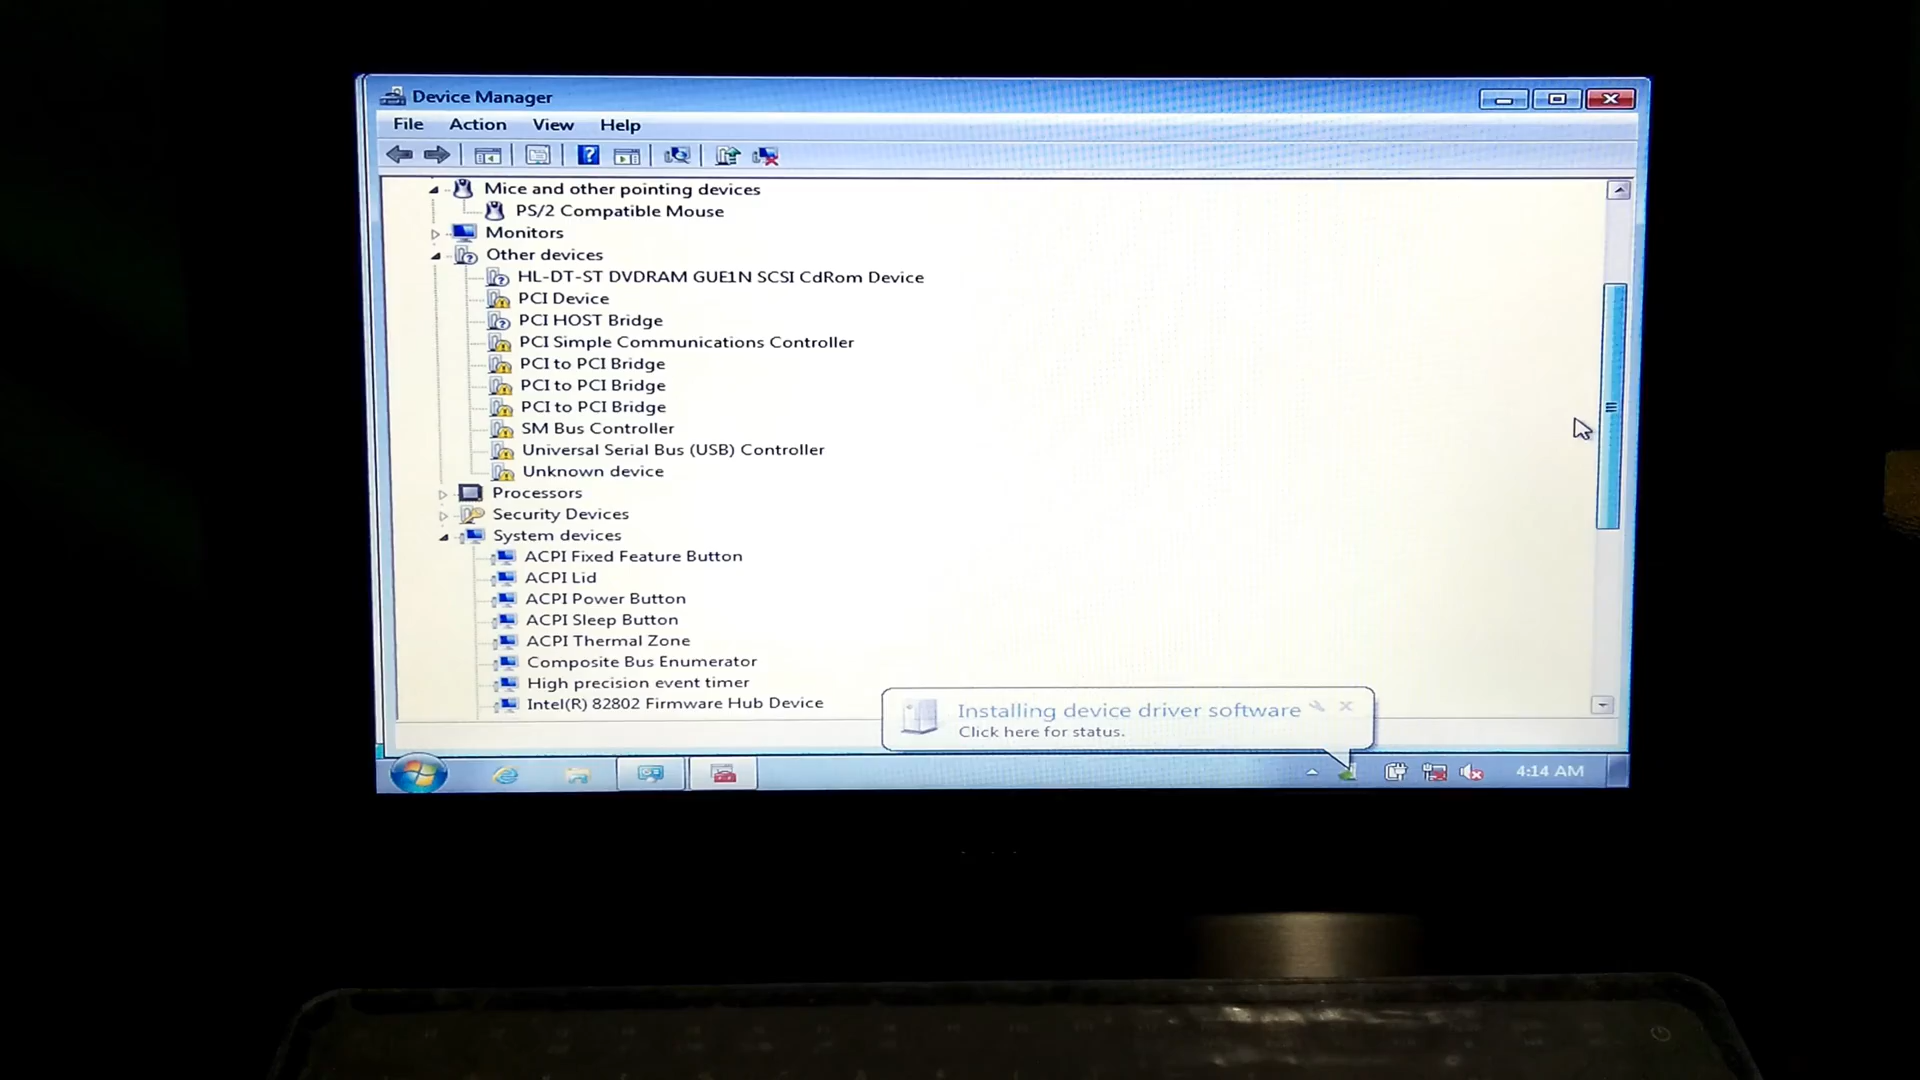 Device Manager
File Action View Help
Mice and other pointing devices
PS/2 Compatible Mouse
Monitors
Other devices
HL-DT-ST DVDRAM GUE1N SCSI CdRom Device
PCI Device
PCI HOST Bridge
PCI Simple Communications Controller
PCI to PCI Bridge
PCI to PCI Bridge
PCI to PCI Bridge
SM Bus Controller
Universal Serial Bus (USB) Controller
Unknown device
Processors
Security Devices
System devices
ACPI Fixed Feature Button
ACPI Lid
ACPI Power Button
ACPI Sleep Button
ACPI Thermal Zone
Composite Bus Enumerator
High precision event timer
Intel(R) 82802 Firmware Hub Device
Installing device driver software
Click here for status.
4:14 AM